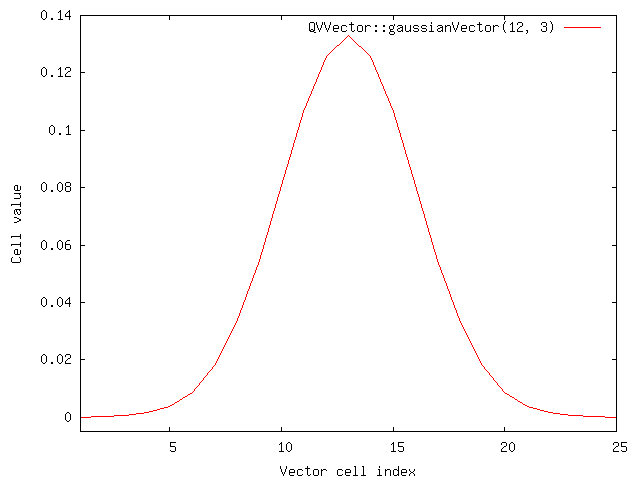 QVVector::gaussianVector(12, 3)
0.14
0.12
0.1
0.08
0.06
0.04
0.02
0
Cell value
5 10 15 20 25
Vector cell index